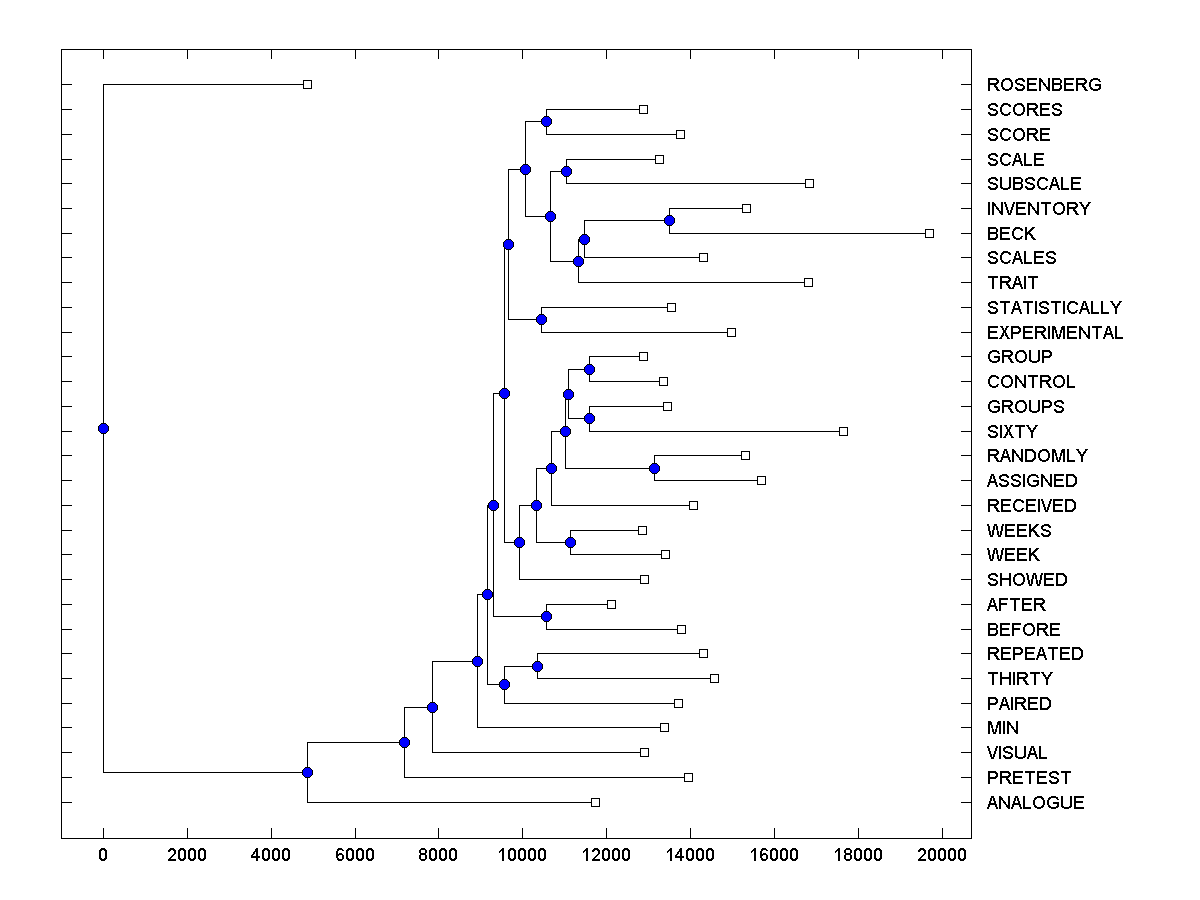 ROSENBERG
SCORES
SCORE
SCALE
SUBSCALE
INVENTORY
BECK
SCALES
TRAIT
STATISTICALLY
EXPERIMENTAL
GROUP
CONTROL
GROUPS
SIXTY
RANDOMLY
ASSIGNED
RECEIVED
WEEKS
WEEK
SHOWED
AFTER
BEFORE
REPEATED
THIRTY
PAIRED
MIN
VISUAL
PRETEST
ANALOGUE
0 2000 4000 6000 8000 10000 12000 14000 16000 18000 20000